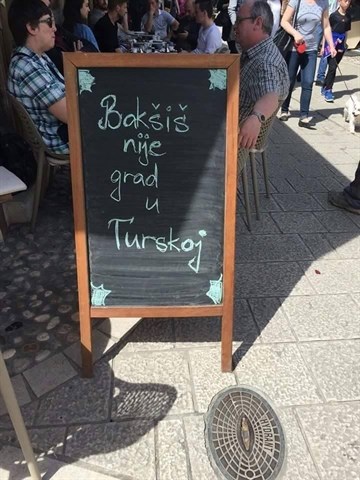 Bakšiš
nije
grad
u
Turskoj